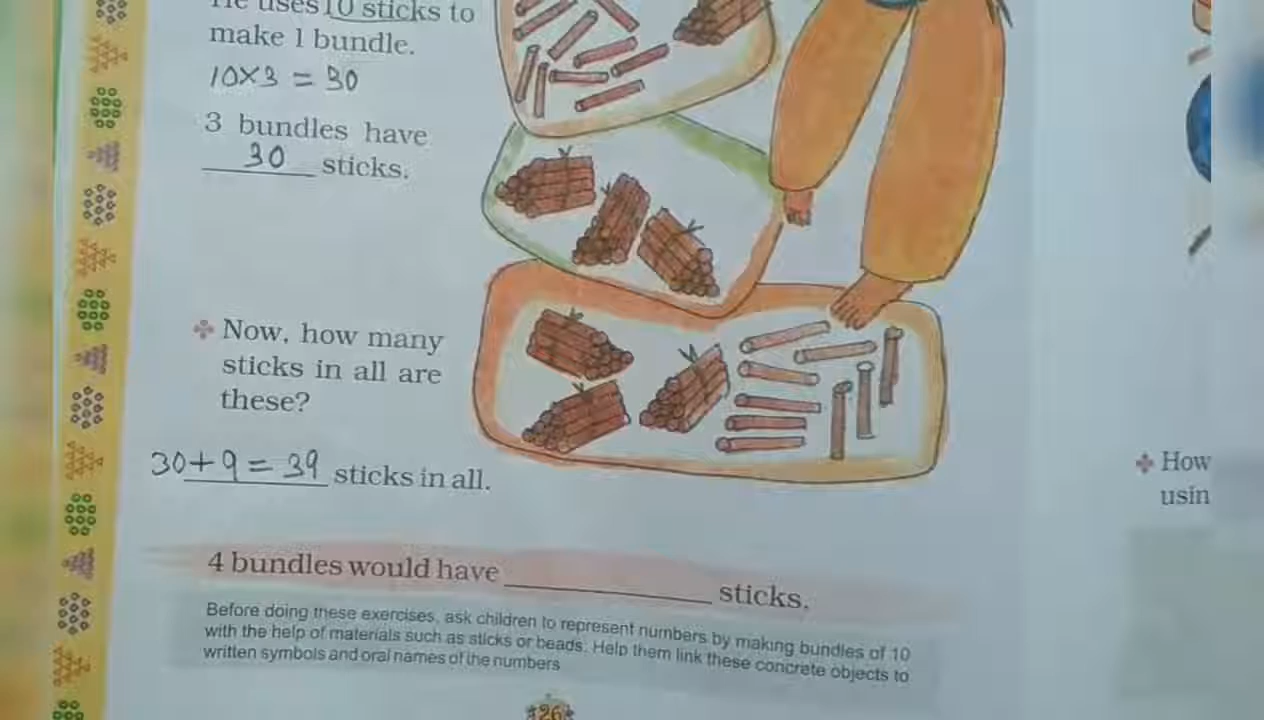 He uses 10 sticks to
make 1 bundle.
10×3 = 30
3 bundles have
30 sticks.
Now, how many
sticks in all are
these?
30+9 = 39 sticks in all.
4 bundles would have ____________ sticks.
Before doing these exercises, ask children to represent numbers by making bundles of 10
with the help of materials such as sticks or beads. Help them link these concrete objects to
written symbols and oral names of the numbers
26
How
usin